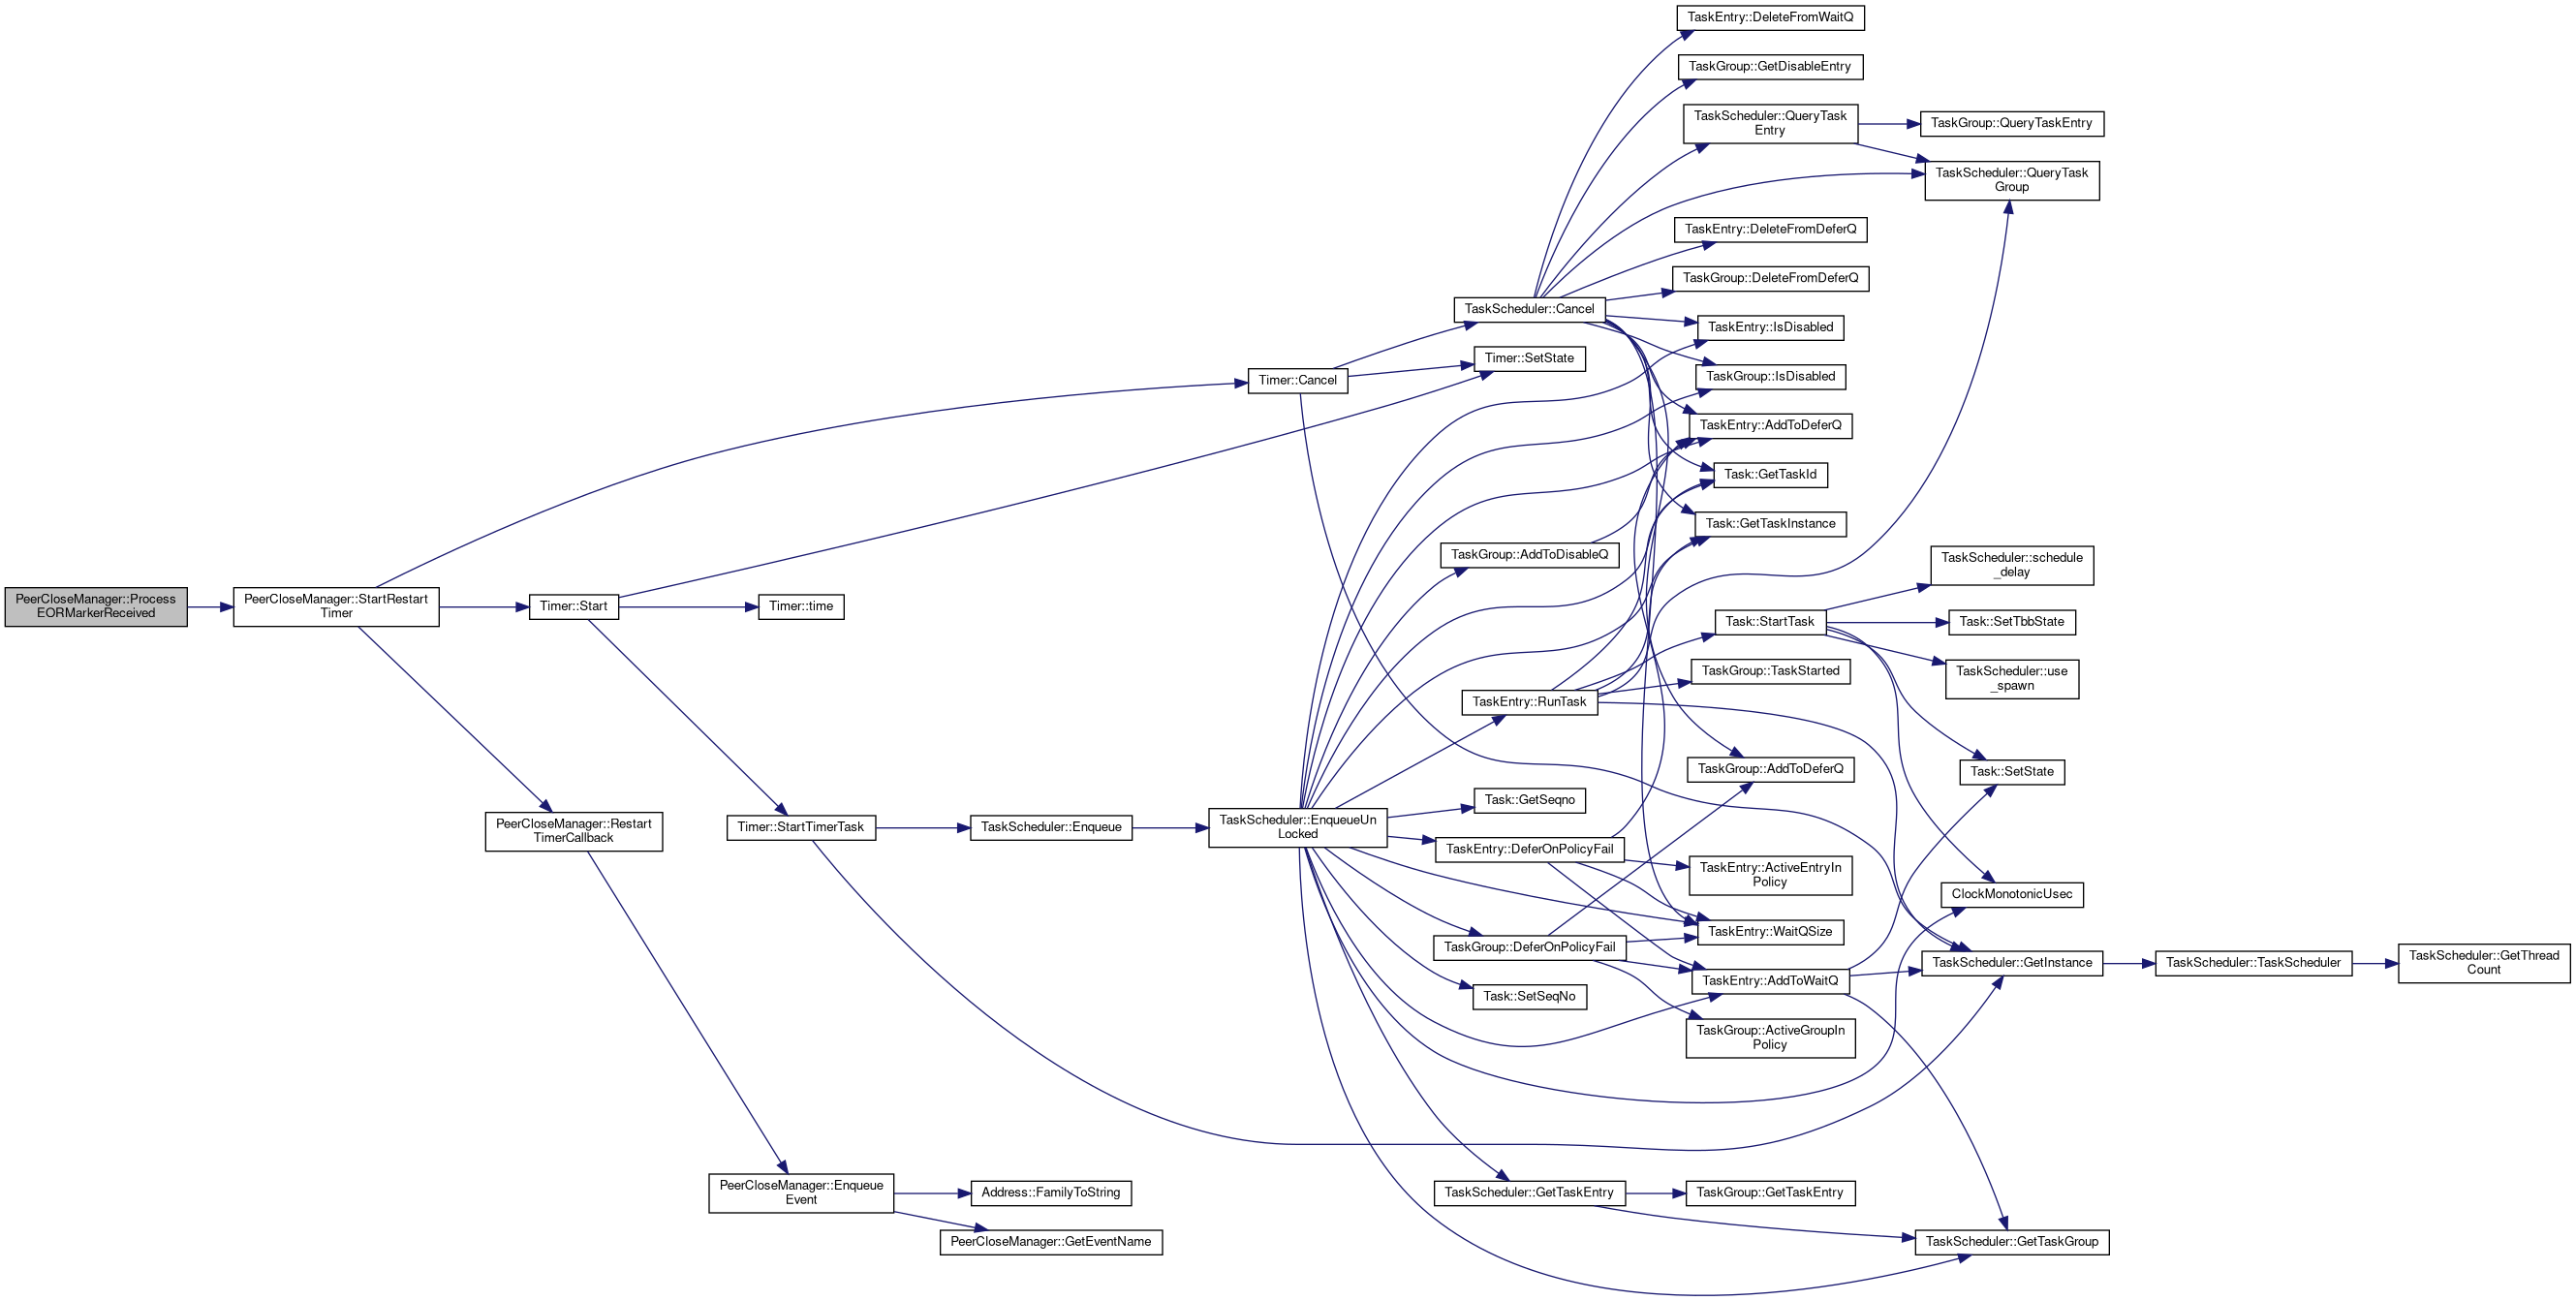 TaskEntry::DeleteFromWaitQ
TaskGroup::GetDisableEntry
TaskScheduler::QueryTask
Entry
TaskGroup::QueryTaskEntry
TaskScheduler::QueryTask
Group
TaskEntry::DeleteFromDeferQ
TaskGroup::DeleteFromDeferQ
TaskScheduler::Cancel
TaskEntry::IsDisabled
Timer::SetState
Timer::Cancel
TaskGroup::IsDisabled
TaskEntry::AddToDeferQ
Task::GetTaskId
Task::GetTaskInstance
TaskGroup::AddToDisableQ
TaskScheduler::schedule
_delay
PeerCloseManager::Process
EORMarkerReceived
PeerCloseManager::StartRestart
Timer
Timer::Start
Timer::time
Task::StartTask
Task::SetTbbState
TaskGroup::TaskStarted
TaskScheduler::use
_spawn
TaskEntry::RunTask
TaskGroup::AddToDeferQ
Task::SetState
Task::GetSeqno
PeerCloseManager::Restart
TimerCallback
Timer::StartTimerTask
TaskScheduler::Enqueue
TaskScheduler::EnqueueUn
Locked
TaskEntry::DeferOnPolicyFail
TaskEntry::ActiveEntryIn
Policy
ClockMonotonicUsec
TaskEntry::WaitQSize
TaskGroup::DeferOnPolicyFail
TaskScheduler::GetInstance
TaskScheduler::TaskScheduler
TaskScheduler::GetThread
Count
TaskEntry::AddToWaitQ
Task::SetSeqNo
TaskGroup::ActiveGroupIn
Policy
PeerCloseManager::Enqueue
Event
Address::FamilyToString
TaskScheduler::GetTaskEntry
TaskGroup::GetTaskEntry
PeerCloseManager::GetEventName
TaskScheduler::GetTaskGroup